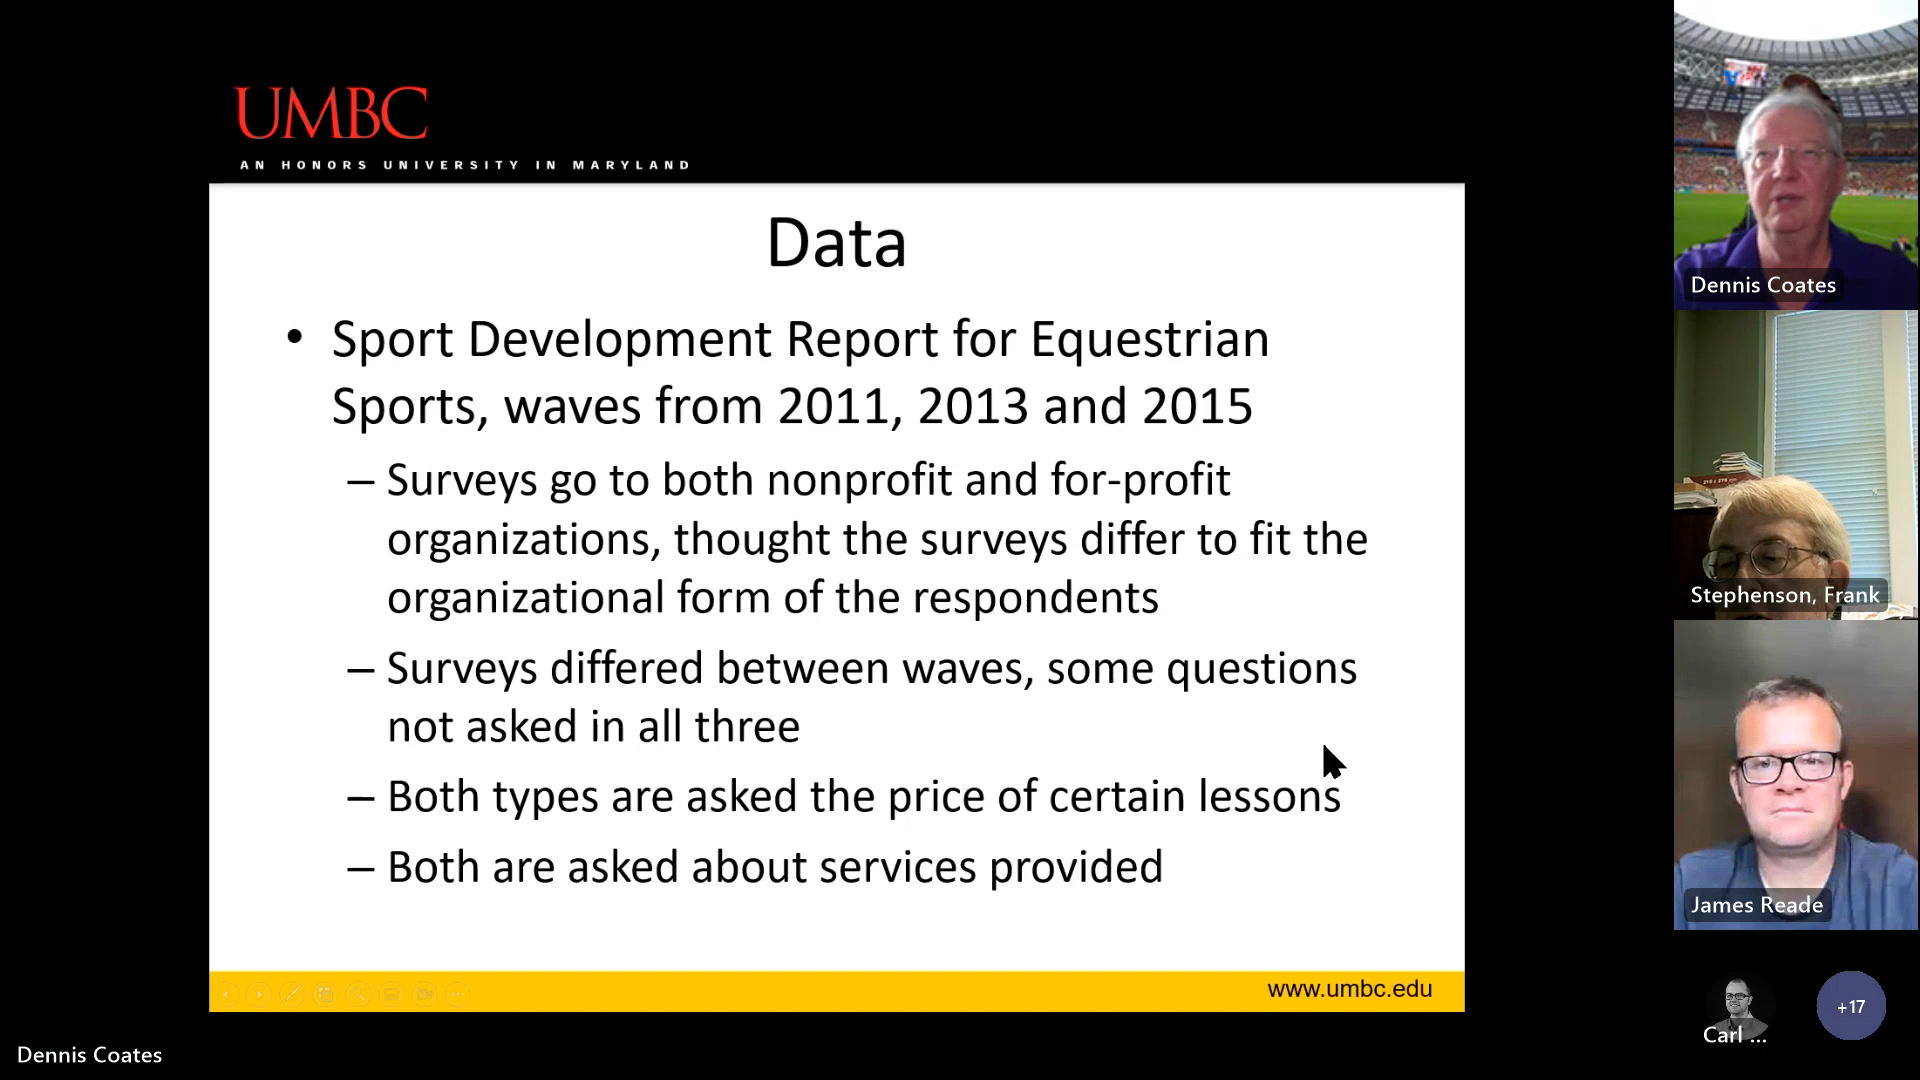 UMBC
AN HONORS UNIVERSITY IN MARYLAND
Data
• Sport Development Report for Equestrian
Sports, waves from 2011, 2013 and 2015
– Surveys go to both nonprofit and for-profit
organizations, thought the surveys differ to fit the
organizational form of the respondents
– Surveys differed between waves, some questions
not asked in all three
– Both types are asked the price of certain lessons
– Both are asked about services provided
www.umbc.edu
Dennis Coates
Dennis Coates
Stephenson, Frank
James Reade
Carl ...
+17